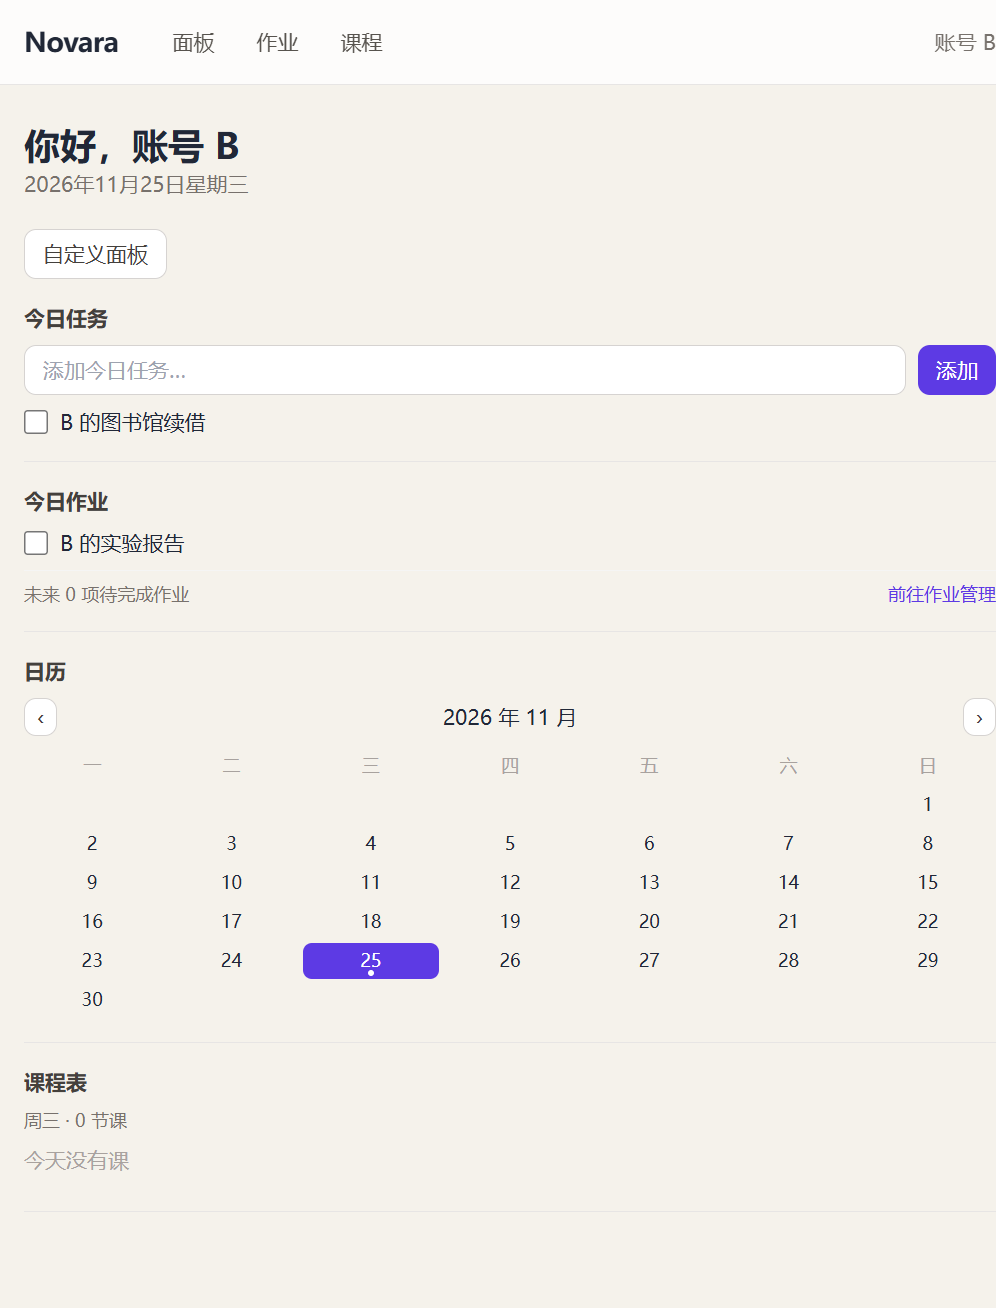 Novara 面板 作业 课程 账号 B
你好，账号 B
2026年11月25日星期三
自定义面板
今日任务
添加今日任务... 添加
B 的图书馆续借
今日作业
B 的实验报告
未来 0 项待完成作业 前往作业管理
日历
‹ 2026 年 11 月 ›
一 二 三 四 五 六 日
1
2 3 4 5 6 7 8
9 10 11 12 13 14 15
16 17 18 19 20 21 22
23 24 25 26 27 28 29
30
课程表
周三 · 0 节课
今天没有课